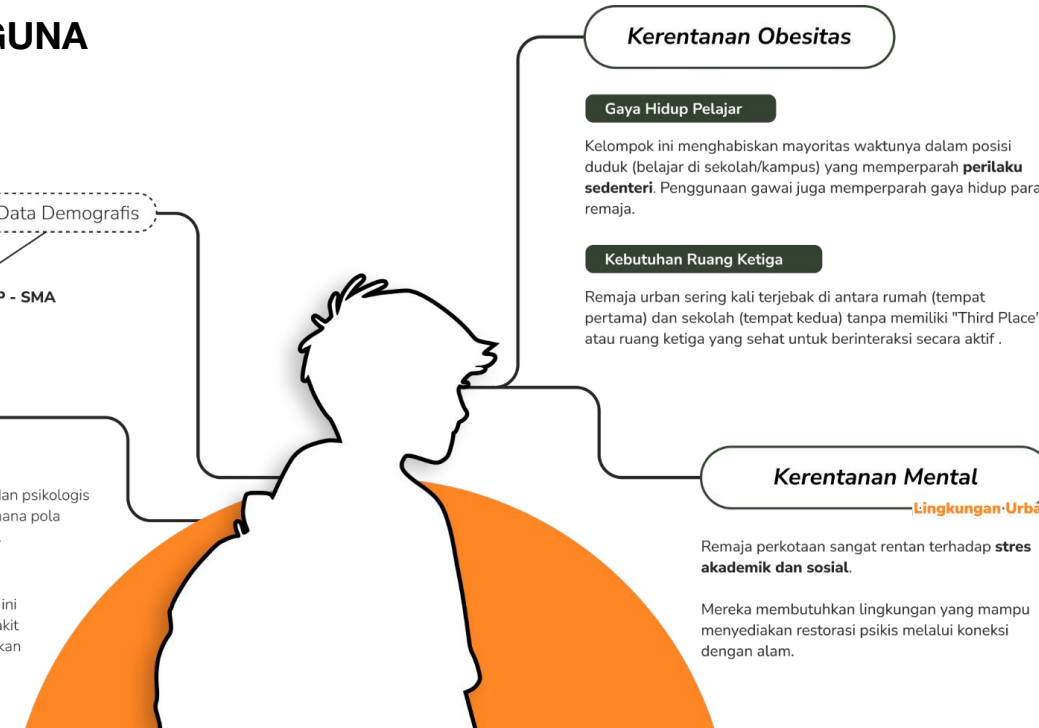 GUNA
Data Demografis
P - SMA
dan psikologis
mana pola
ini
akit
kan
Kerentanan Obesitas
Gaya Hidup Pelajar
Kelompok ini menghabiskan mayoritas waktunya dalam posisi
duduk (belajar di sekolah/kampus) yang memperparah perilaku
sedenteri. Penggunaan gawai juga memperparah gaya hidup para
remaja.
Kebutuhan Ruang Ketiga
Remaja urban sering kali terjebak di antara rumah (tempat
pertama) dan sekolah (tempat kedua) tanpa memiliki "Third Place"
atau ruang ketiga yang sehat untuk berinteraksi secara aktif .
Kerentanan Mental
Lingkungan Urba
Remaja perkotaan sangat rentan terhadap stres
akademik dan sosial.
Mereka membutuhkan lingkungan yang mampu
menyediakan restorasi psikis melalui koneksi
dengan alam.